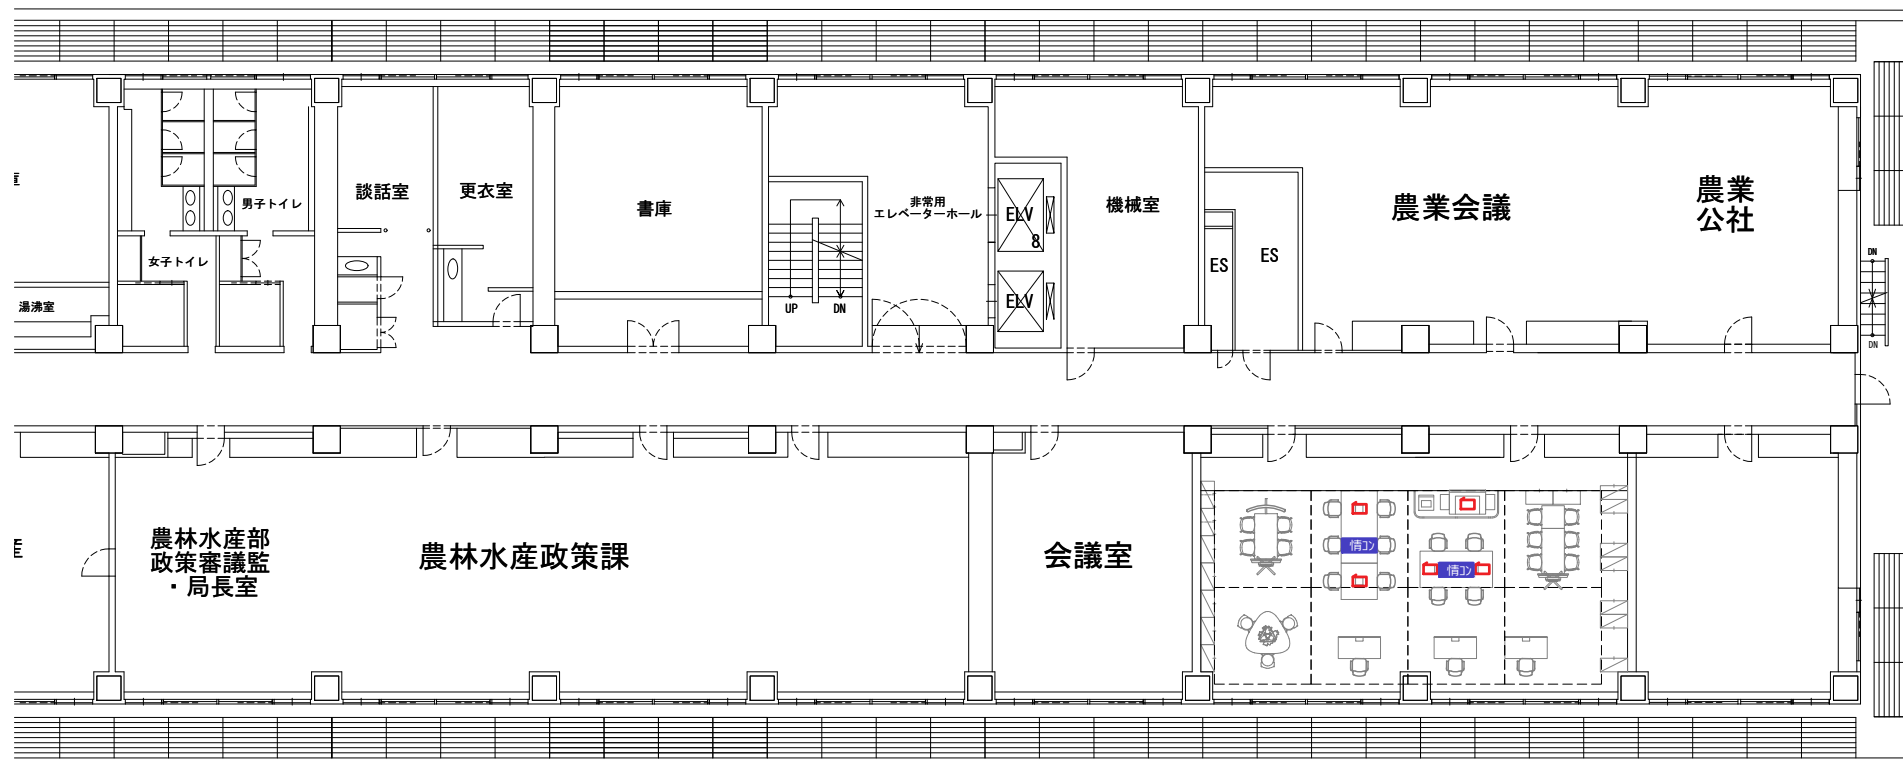 談話室
更衣室
書庫
非常用
エレベーターホール
ELV
8
ELV
機械室
農業会議
農業
公社
男子トイレ
女子トイレ
湯沸室
UP
DN
ES
ES
DN
DN
農林水産部
政策審議監
・局長室
農林水産政策課
会議室
情コン
情コン